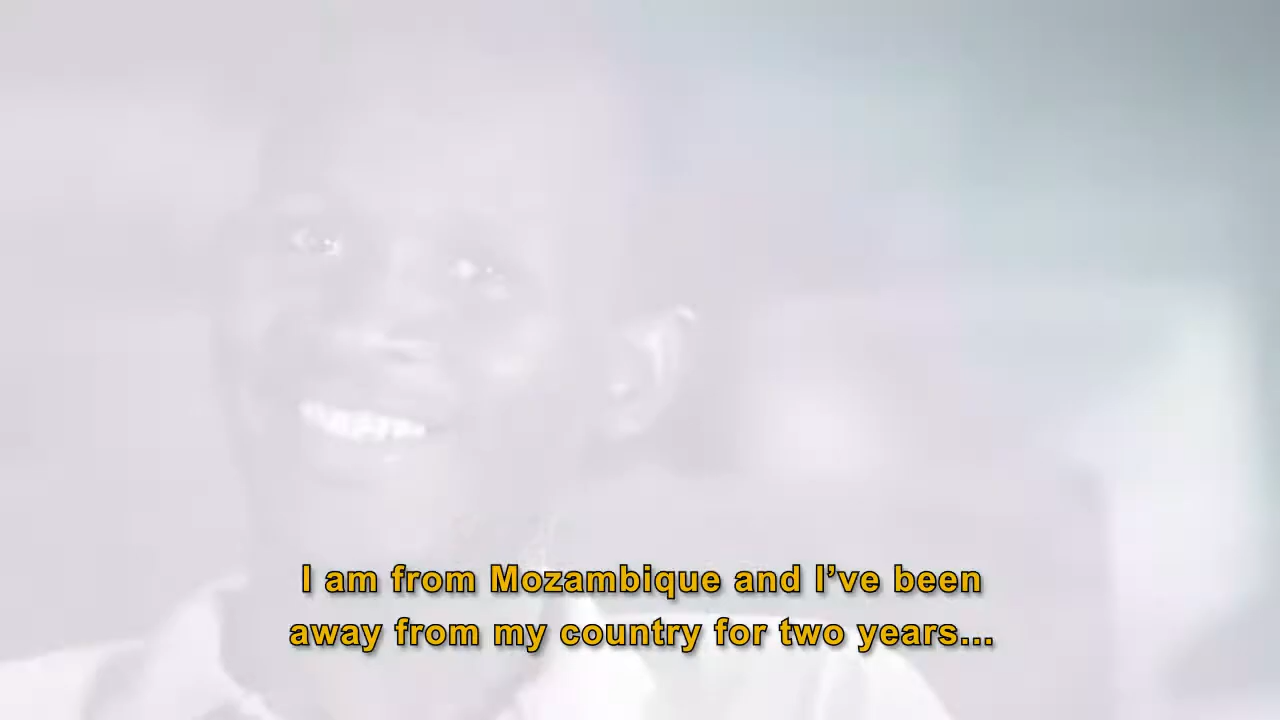 I am from Mozambique and I’ve been
away from my country for two years...